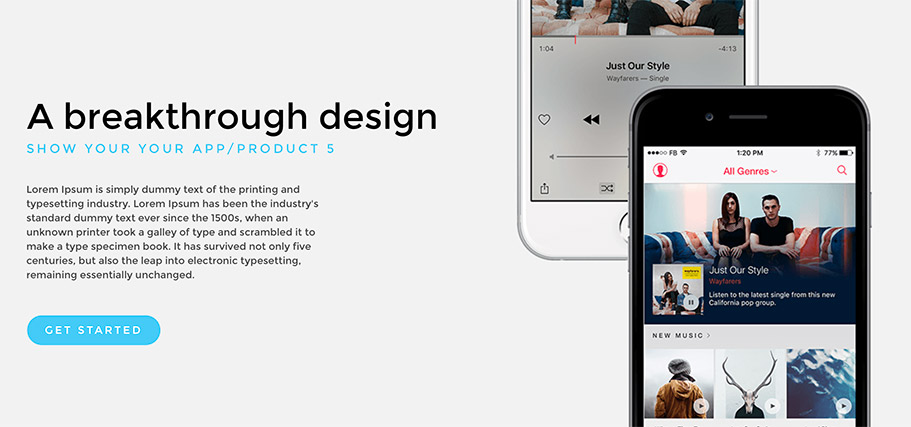 A breakthrough design
SHOW YOUR YOUR APP/PRODUCT 5
Lorem Ipsum is simply dummy text of the printing and
typesetting industry. Lorem Ipsum has been the industry's
standard dummy text ever since the 1500s, when an
unknown printer took a galley of type and scrambled it to
make a type specimen book. It has survived not only five
centuries, but also the leap into electronic typesetting,
remaining essentially unchanged.
GET STARTED
1:04 -4:13
Just Our Style
Wayfarers — Single
FB 1:20 PM 77%
All Genres
Just Our Style
Wayfarers
Listen to the latest single from this new
California pop group.
NEW MUSIC >